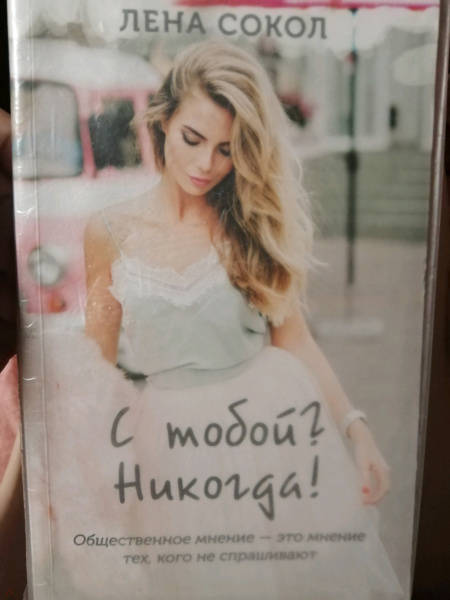 ЛЕНА СОКОЛ
С тобой?
Никогда!
Общественное мнение — это мнение
тех, кого не спрашивают